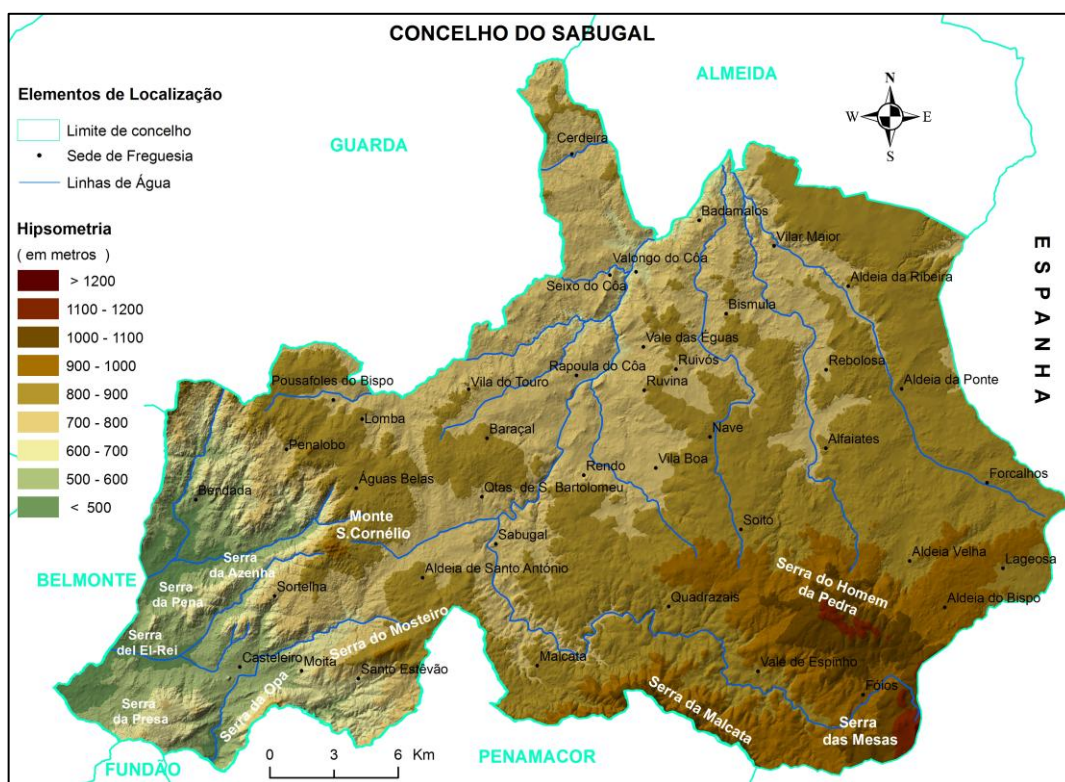 CONCELHO DO SABUGAL
ALMEIDA
GUARDA
N
W
E
S
Elementos de Localização
Limite de concelho
Sede de Freguesia
Linhas de Água
Hipsometria
( em metros )
> 1200
1100 - 1200
1000 - 1100
900 - 1000
800 - 900
700 - 800
600 - 700
500 - 600
< 500
ESPANHA
Cerdeira
Badamalos
Vilar Maior
Valongo do Côa
Seixo do Côa
Aldeia da Ribeira
Bismula
Vale das Éguas
Ruivós
Rebolosa
Rapoula do Côa
Ruvina
Vila do Touro
Aldeia da Ponte
Pousafoles do Bispo
Lomba
Baraçal
Nave
Penalobo
Alfaiates
Vila Boa
Rendo
Forcalhos
Águas Belas
Qtas. de S. Bartolomeu
Bendada
Monte
S.Cornélio
Soito
Sabugal
Serra
da Azenha
Aldeia Velha
Lageosa
BELMONTE
Serra do Homem
da Pedra
Aldeia de Santo António
Serra
da Pena
Sortelha
Quadrazais
Aldeia do Bispo
Serra
del El-Rei
Serra do Mosteiro
Casteleiro
Moita
Santo Estêvão
Malcata
Vale de Espinho
Fóios
Serra
da Presa
Serra da Opa
Serra da Malcata
Serra
das Mesas
0 3 6 Km
FUNDÃO
PENAMACOR